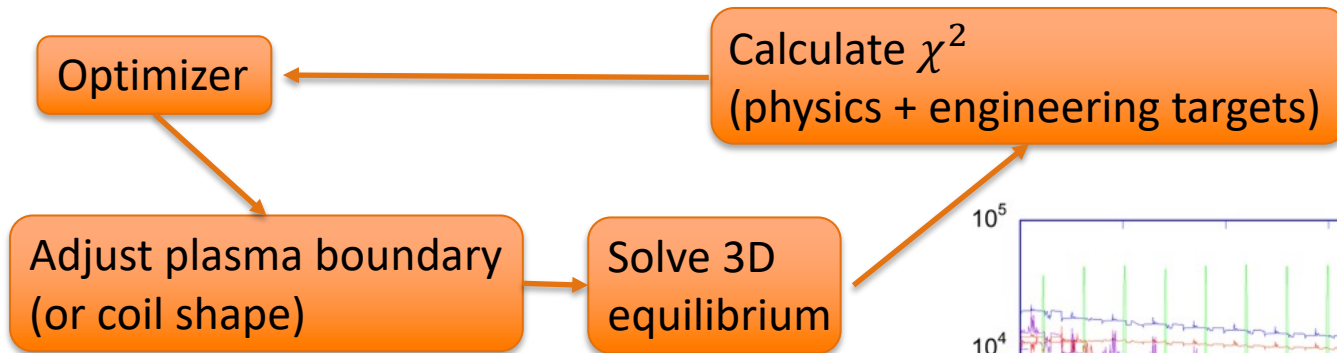 Optimizer
Calculate χ²
(physics + engineering targets)
Adjust plasma boundary
(or coil shape)
Solve 3D
equilibrium
10⁵
10⁴